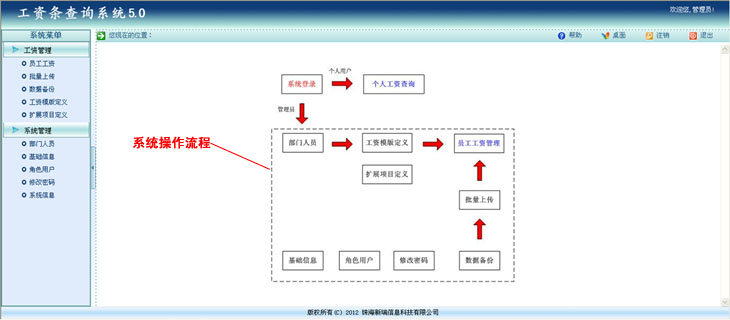 工资条查询系统5.0
欢迎您,管理员!
系统菜单
您现在的位置：
帮助
桌面
注销
退出
工资管理
员工工资
批量上传
数据备份
工资模版定义
扩展项目定义
系统管理
部门人员
基础信息
角色用户
修改密码
系统信息
系统登录
个人用户
个人工资查询
管理员
系统操作流程
部门人员
工资模版定义
员工工资管理
扩展项目定义
批量上传
基础信息
角色用户
修改密码
数据备份
版权所有(C) 2012 珠海新瑞信息科技有限公司